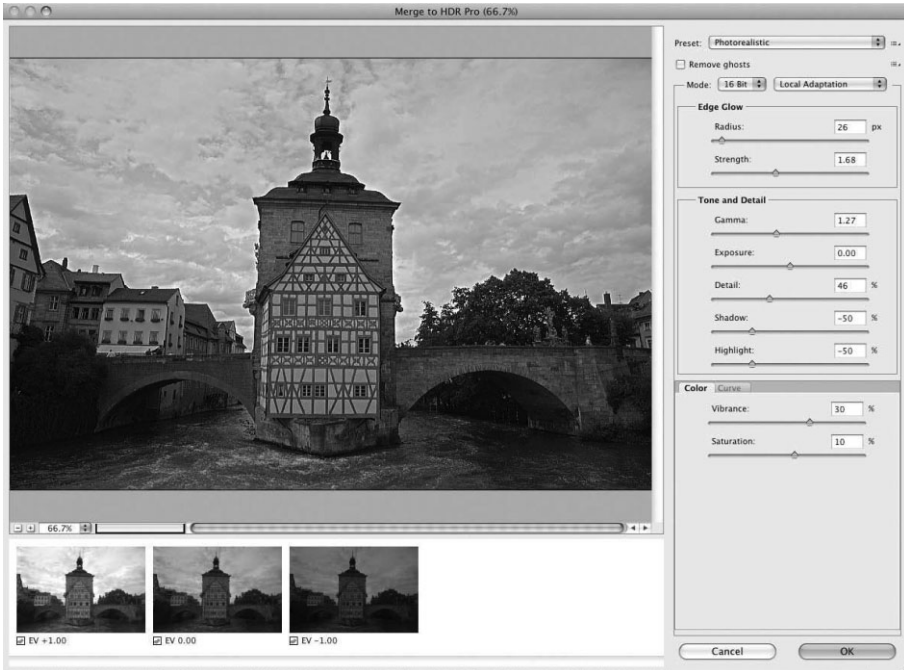 Merge to HDR Pro (66.7%)
Preset: Photorealistic
Remove ghosts
Mode: 16 Bit Local Adaptation
Edge Glow
Radius: 26 px
Strength: 1.68
Tone and Detail
Gamma: 1.27
Exposure: 0.00
Detail: 46 %
Shadow: -50 %
Highlight: -50 %
Color Curve
Vibrance: 30 %
Saturation: 10 %
66.7%
EV +1.00 EV 0.00 EV -1.00
Cancel OK